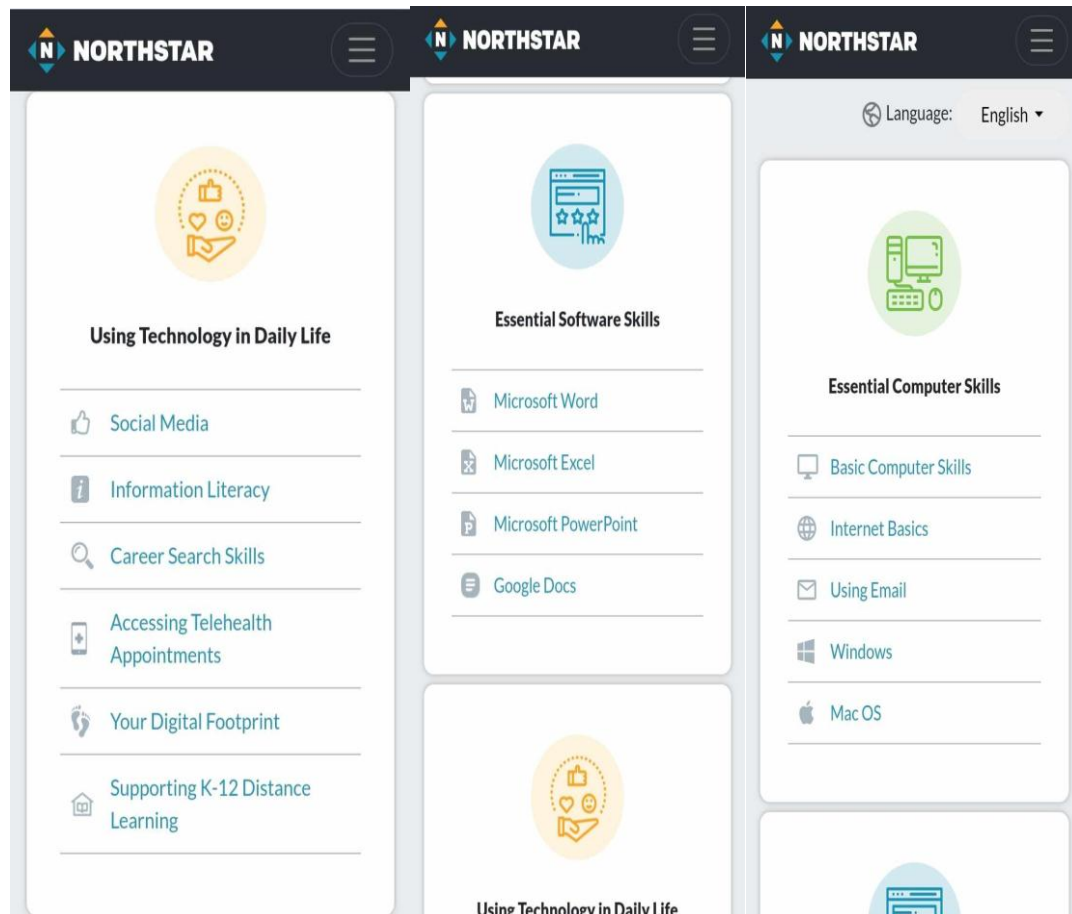 NORTHSTAR
Using Technology in Daily Life
Social Media
Information Literacy
Career Search Skills
Accessing Telehealth
Appointments
Your Digital Footprint
Supporting K-12 Distance
Learning
NORTHSTAR
Essential Software Skills
Microsoft Word
Microsoft Excel
Microsoft PowerPoint
Google Docs
Using Technology in Daily Life
NORTHSTAR
Language: English
Essential Computer Skills
Basic Computer Skills
Internet Basics
Using Email
Windows
Mac OS